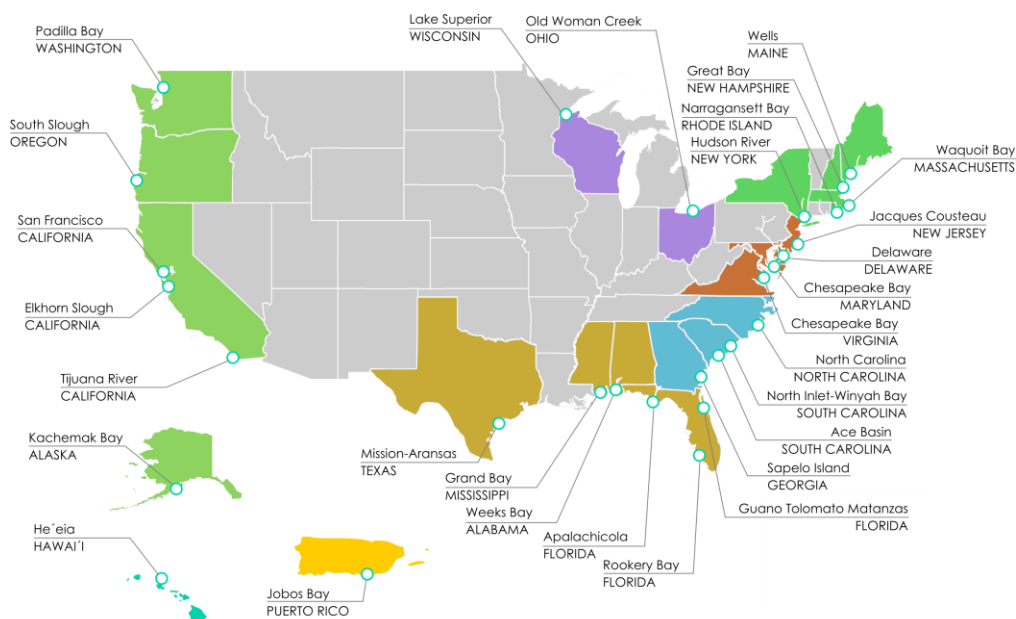 Padilla Bay
WASHINGTON
South Slough
OREGON
San Francisco
CALIFORNIA
Elkhorn Slough
CALIFORNIA
Tijuana River
CALIFORNIA
Kachemak Bay
ALASKA
He´eia
HAWAI´I
Jobos Bay
PUERTO RICO
Lake Superior
WISCONSIN
Old Woman Creek
OHIO
Wells
MAINE
Great Bay
NEW HAMPSHIRE
Narragansett Bay
RHODE ISLAND
Hudson River
NEW YORK
Waquoit Bay
MASSACHUSETTS
Jacques Cousteau
NEW JERSEY
Delaware
DELAWARE
Chesapeake Bay
MARYLAND
Chesapeake Bay
VIRGINIA
North Carolina
NORTH CAROLINA
North Inlet-Winyah Bay
SOUTH CAROLINA
Ace Basin
SOUTH CAROLINA
Sapelo Island
GEORGIA
Guano Tolomato Matanzas
FLORIDA
Mission-Aransas
TEXAS
Grand Bay
MISSISSIPPI
Weeks Bay
ALABAMA
Apalachicola
FLORIDA
Rookery Bay
FLORIDA